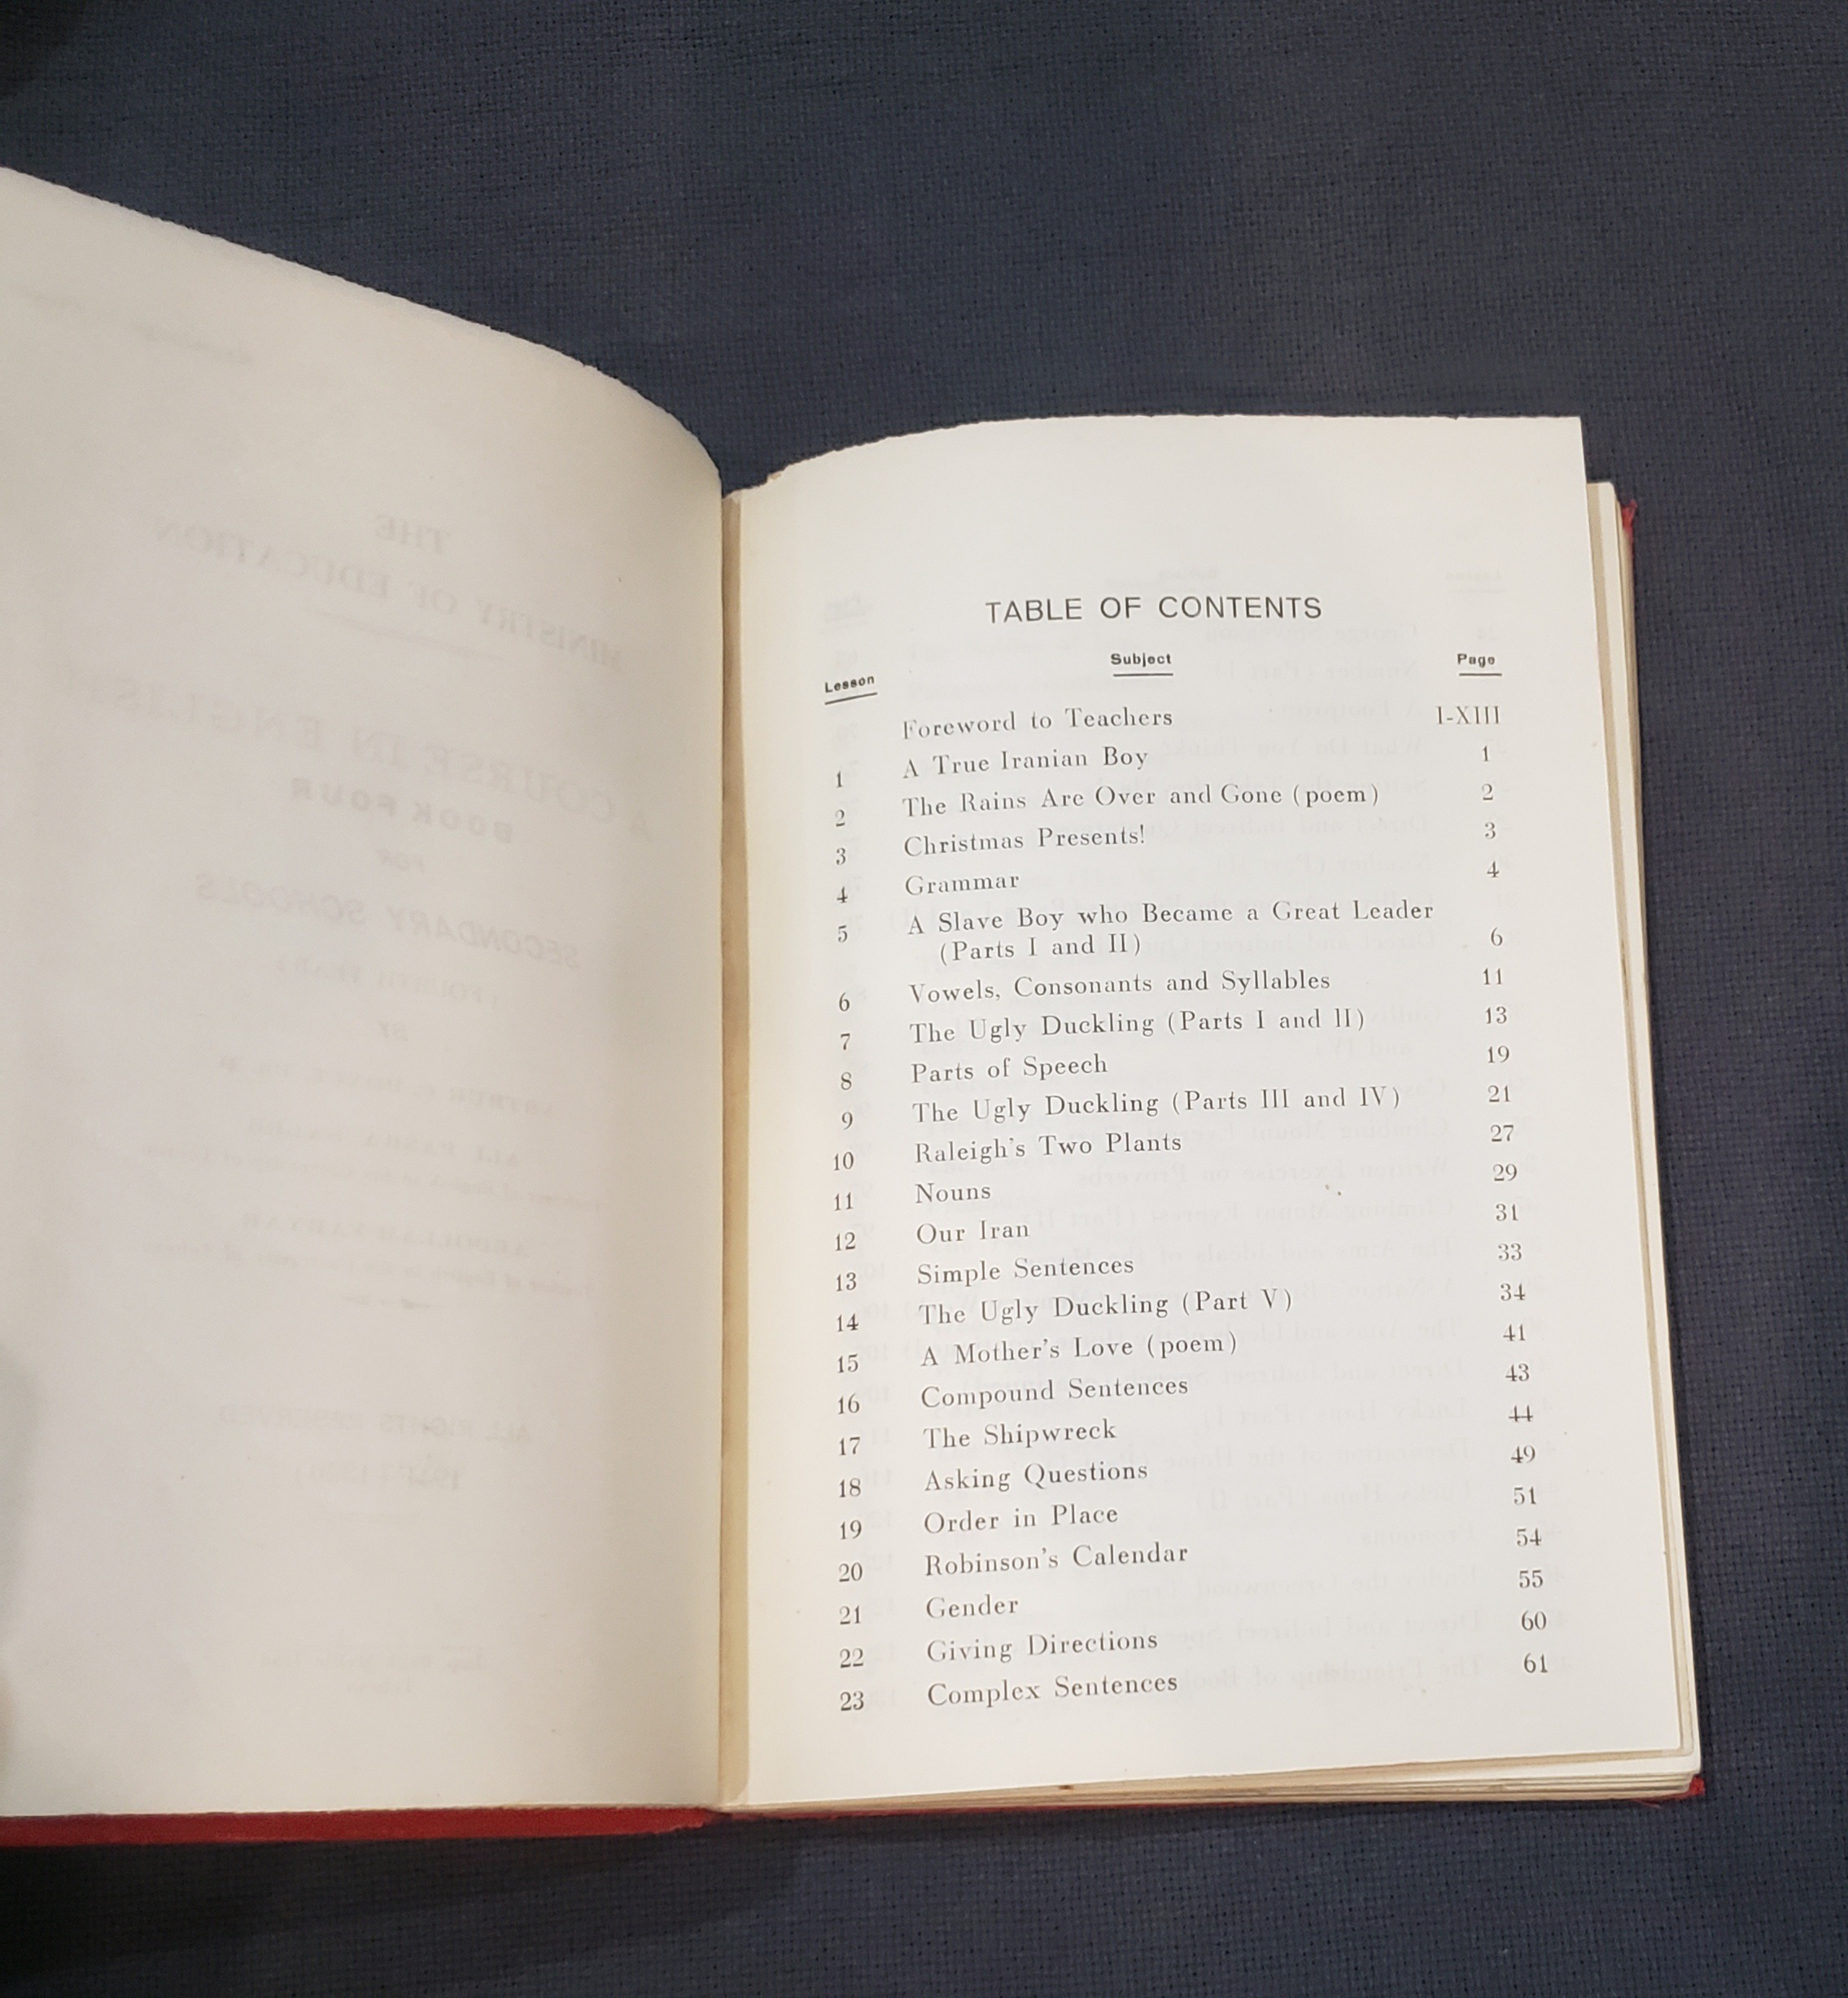 TABLE OF CONTENTS
Lesson Subject Page
Foreword to Teachers I-XIII
1 A True Iranian Boy 1
2 The Rains Are Over and Gone (poem) 2
3 Christmas Presents! 3
4 Grammar 4
5 A Slave Boy who Became a Great Leader
(Parts I and II) 6
6 Vowels, Consonants and Syllables 11
7 The Ugly Duckling (Parts I and II) 13
8 Parts of Speech 19
9 The Ugly Duckling (Parts III and IV) 21
10 Raleigh's Two Plants 27
11 Nouns 29
12 Our Iran 31
13 Simple Sentences 33
14 The Ugly Duckling (Part V) 34
15 A Mother's Love (poem) 41
16 Compound Sentences 43
17 The Shipwreck 44
18 Asking Questions 49
19 Order in Place 51
20 Robinson's Calendar 54
21 Gender 55
22 Giving Directions 60
23 Complex Sentences 61